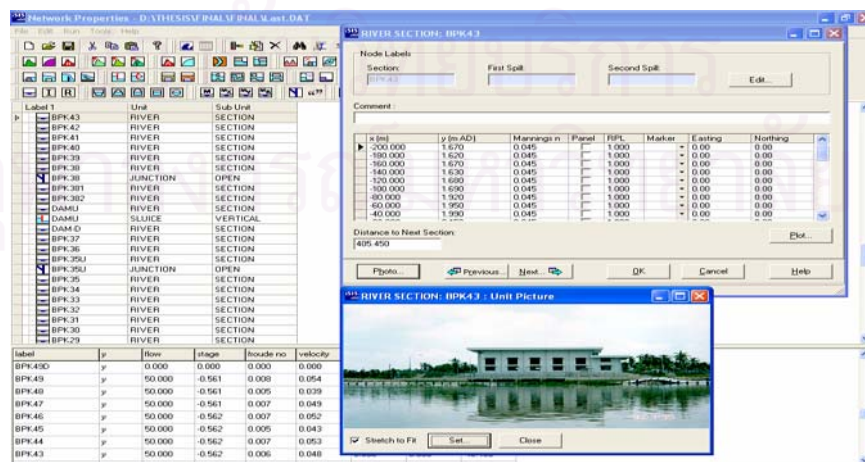 Network Properties - D:\THESIS\FINAL\FINAL\Last.DAT
File Edit Run Tools Help
Label 1 Unit Sub Unit
BPK43 RIVER SECTION
BPK42 RIVER SECTION
BPK41 RIVER SECTION
BPK40 RIVER SECTION
BPK39 RIVER SECTION
BPK38 RIVER SECTION
BPK38 JUNCTION OPEN
BPK381 RIVER SECTION
BPK382 RIVER SECTION
DAMU RIVER SECTION
DAMU SLUICE VERTICAL
DAM-D RIVER SECTION
BPK37 RIVER SECTION
BPK36 RIVER SECTION
BPK35U RIVER SECTION
BPK35U JUNCTION OPEN
BPK35 RIVER SECTION
BPK34 RIVER SECTION
BPK33 RIVER SECTION
BPK32 RIVER SECTION
BPK31 RIVER SECTION
BPK30 RIVER SECTION
BPK29 RIVER SECTION
label y flow stage froude no velocity
BPK49D y 0.000 0.000 0.000 0.000
BPK49 y 50.000 -0.561 0.008 0.054
BPK48 y 50.000 -0.561 0.005 0.039
BPK47 y 50.000 -0.561 0.007 0.049
BPK46 y 50.000 -0.562 0.007 0.052
BPK45 y 50.000 -0.562 0.005 0.043
BPK44 y 50.000 -0.562 0.007 0.053
BPK43 y 50.000 -0.562 0.006 0.048
RIVER SECTION: BPK43
Node Labels
Section: First Spill: Second Spill:
BPK43 Edit...
Comment :
x (m) y (m AD) Mannings n Panel RPL Marker Easting Northing
-200.000 1.670 0.045 1.000 0.00 0.00
-180.000 1.620 0.045 1.000 0.00 0.00
-160.000 1.670 0.045 1.000 0.00 0.00
-140.000 1.630 0.045 1.000 0.00 0.00
-120.000 1.680 0.045 1.000 0.00 0.00
-100.000 1.690 0.045 1.000 0.00 0.00
-80.000 1.920 0.045 1.000 0.00 0.00
-60.000 1.950 0.045 1.000 0.00 0.00
-40.000 1.990 0.045 1.000 0.00 0.00
Distance to Next Section:
405.450
Plot...
Photo... Previous... Next... OK Cancel Help
RIVER SECTION: BPK43 : Unit Picture
Stretch to Fit Set... Close